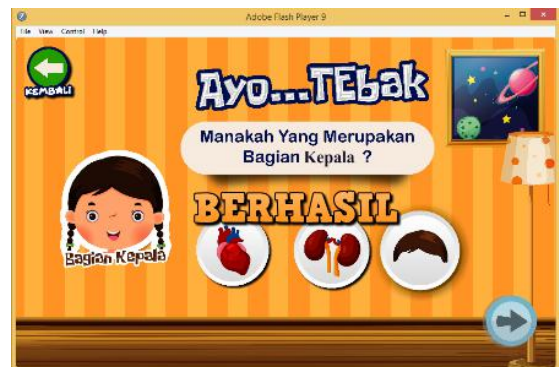 Adobe Flash Player 9
File View Control Help
KEMBALI
Ayo...TEbak
Manakah Yang Merupakan
Bagian Kepala ?
BERHASIL
Bagian Kepala